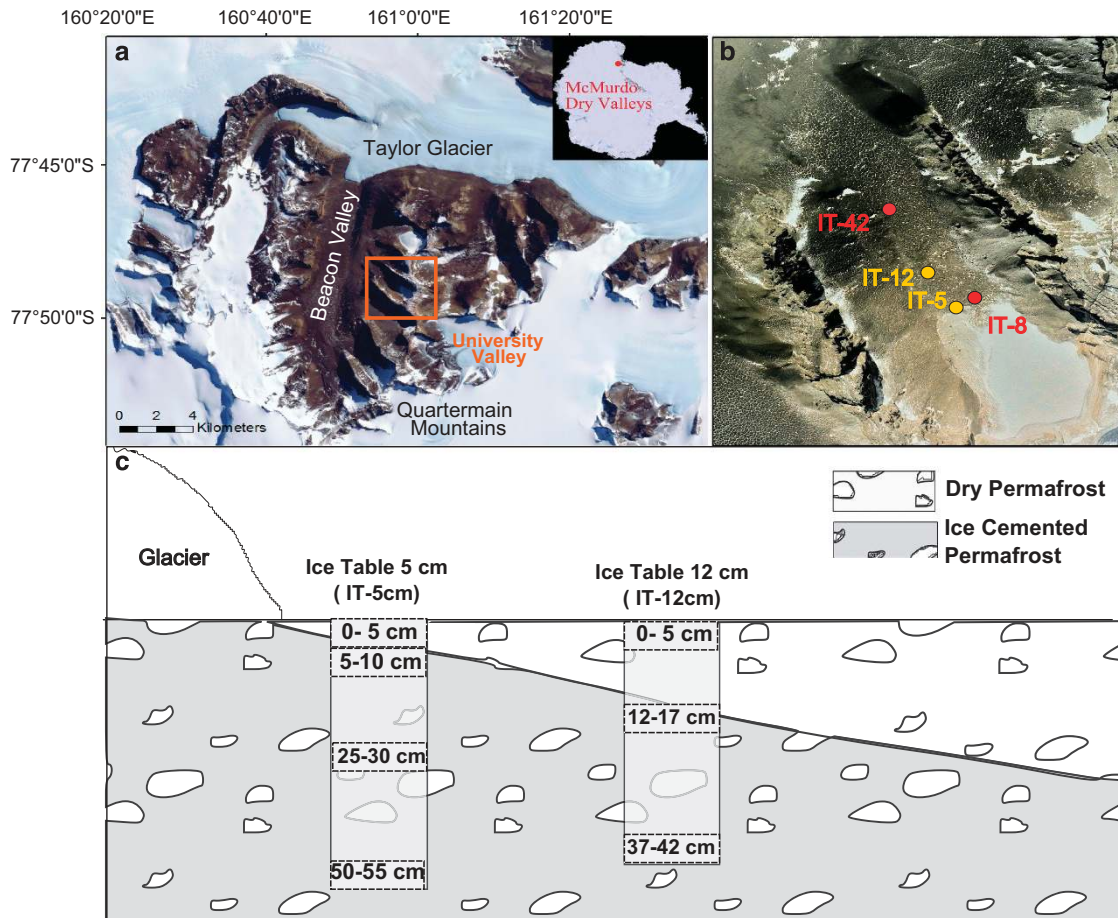 160°20'0"E 160°40'0"E 161°0'0"E 161°20'0"E
77°45'0"S
77°50'0"S
a
McMurdo
Dry Valleys
Taylor Glacier
Beacon Valley
University
Valley
Quartermain
Mountains
0 2 4
Kilometers
b
IT-42
IT-12
IT-5
IT-8
c
Dry Permafrost
Ice Cemented
Permafrost
Glacier
Ice Table 5 cm
( IT-5cm)
Ice Table 12 cm
( IT-12cm)
0- 5 cm
5-10 cm
25-30 cm
50-55 cm
0- 5 cm
12-17 cm
37-42 cm